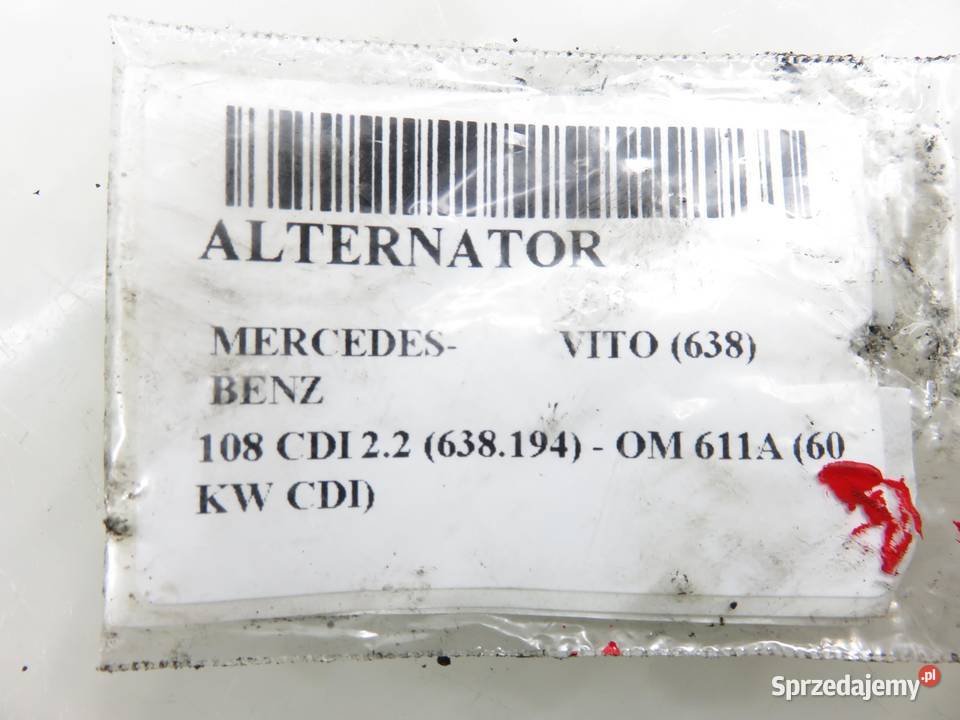 ALTERNATOR
MERCEDES- VITO (638)
BENZ
108 CDI 2.2 (638.194) - OM 611A (60
KW CDI)
Sprzedajemy.pl